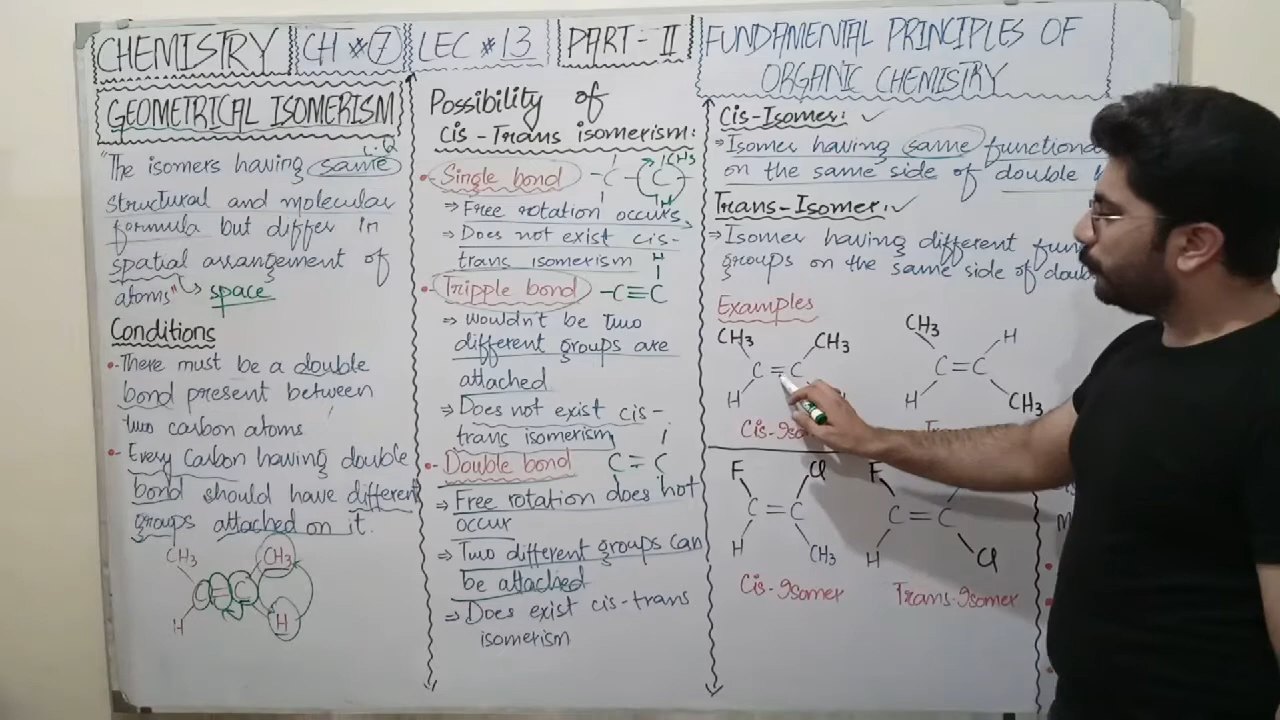 CHEMISTRY
CH # 7
LEC # 13
PART - II
FUNDAMENTAL PRINCIPLES OF
ORGANIC CHEMISTRY
GEOMETRICAL ISOMERISM
"The isomers having same
structural and molecular
formula but differ in
spatial arrangement of
atoms" → space
Conditions
•-There must be a double
bond present between
two carbon atoms
•- Every Carbon having double
bond should have different
groups attached on it.
CH3 CH3
C = C
H H
Possibility of
Cis - Trans isomerism:
•- Single bond - C - C CH3
H
⇒ Free rotation occurs
⇒ Does not exist cis-
trans isomerism H
•- Tripple bond -C≡C
⇒ Wouldn't be Two
different groups are
attached
⇒ Does not exist cis-
trans isomerism
•- Double bond C = C
⇒ Free rotation does not
occur
⇒ Two different groups can
be attached
⇒ Does exist cis-trans
isomerism
Cis-Isomer: ✓
⇒ Isomer having same functiona
on the same side of double
Trans-Isomer: ✓
⇒ Isomer having different fun
groups on the same side of doub
Examples
CH3 CH3
C = C
H
Cis-Iso
CH3 H
C = C
H CH3
F Cl
C = C
H CH3
Cis-Isomer
F
C = C
H Cl
Trans-Isomer